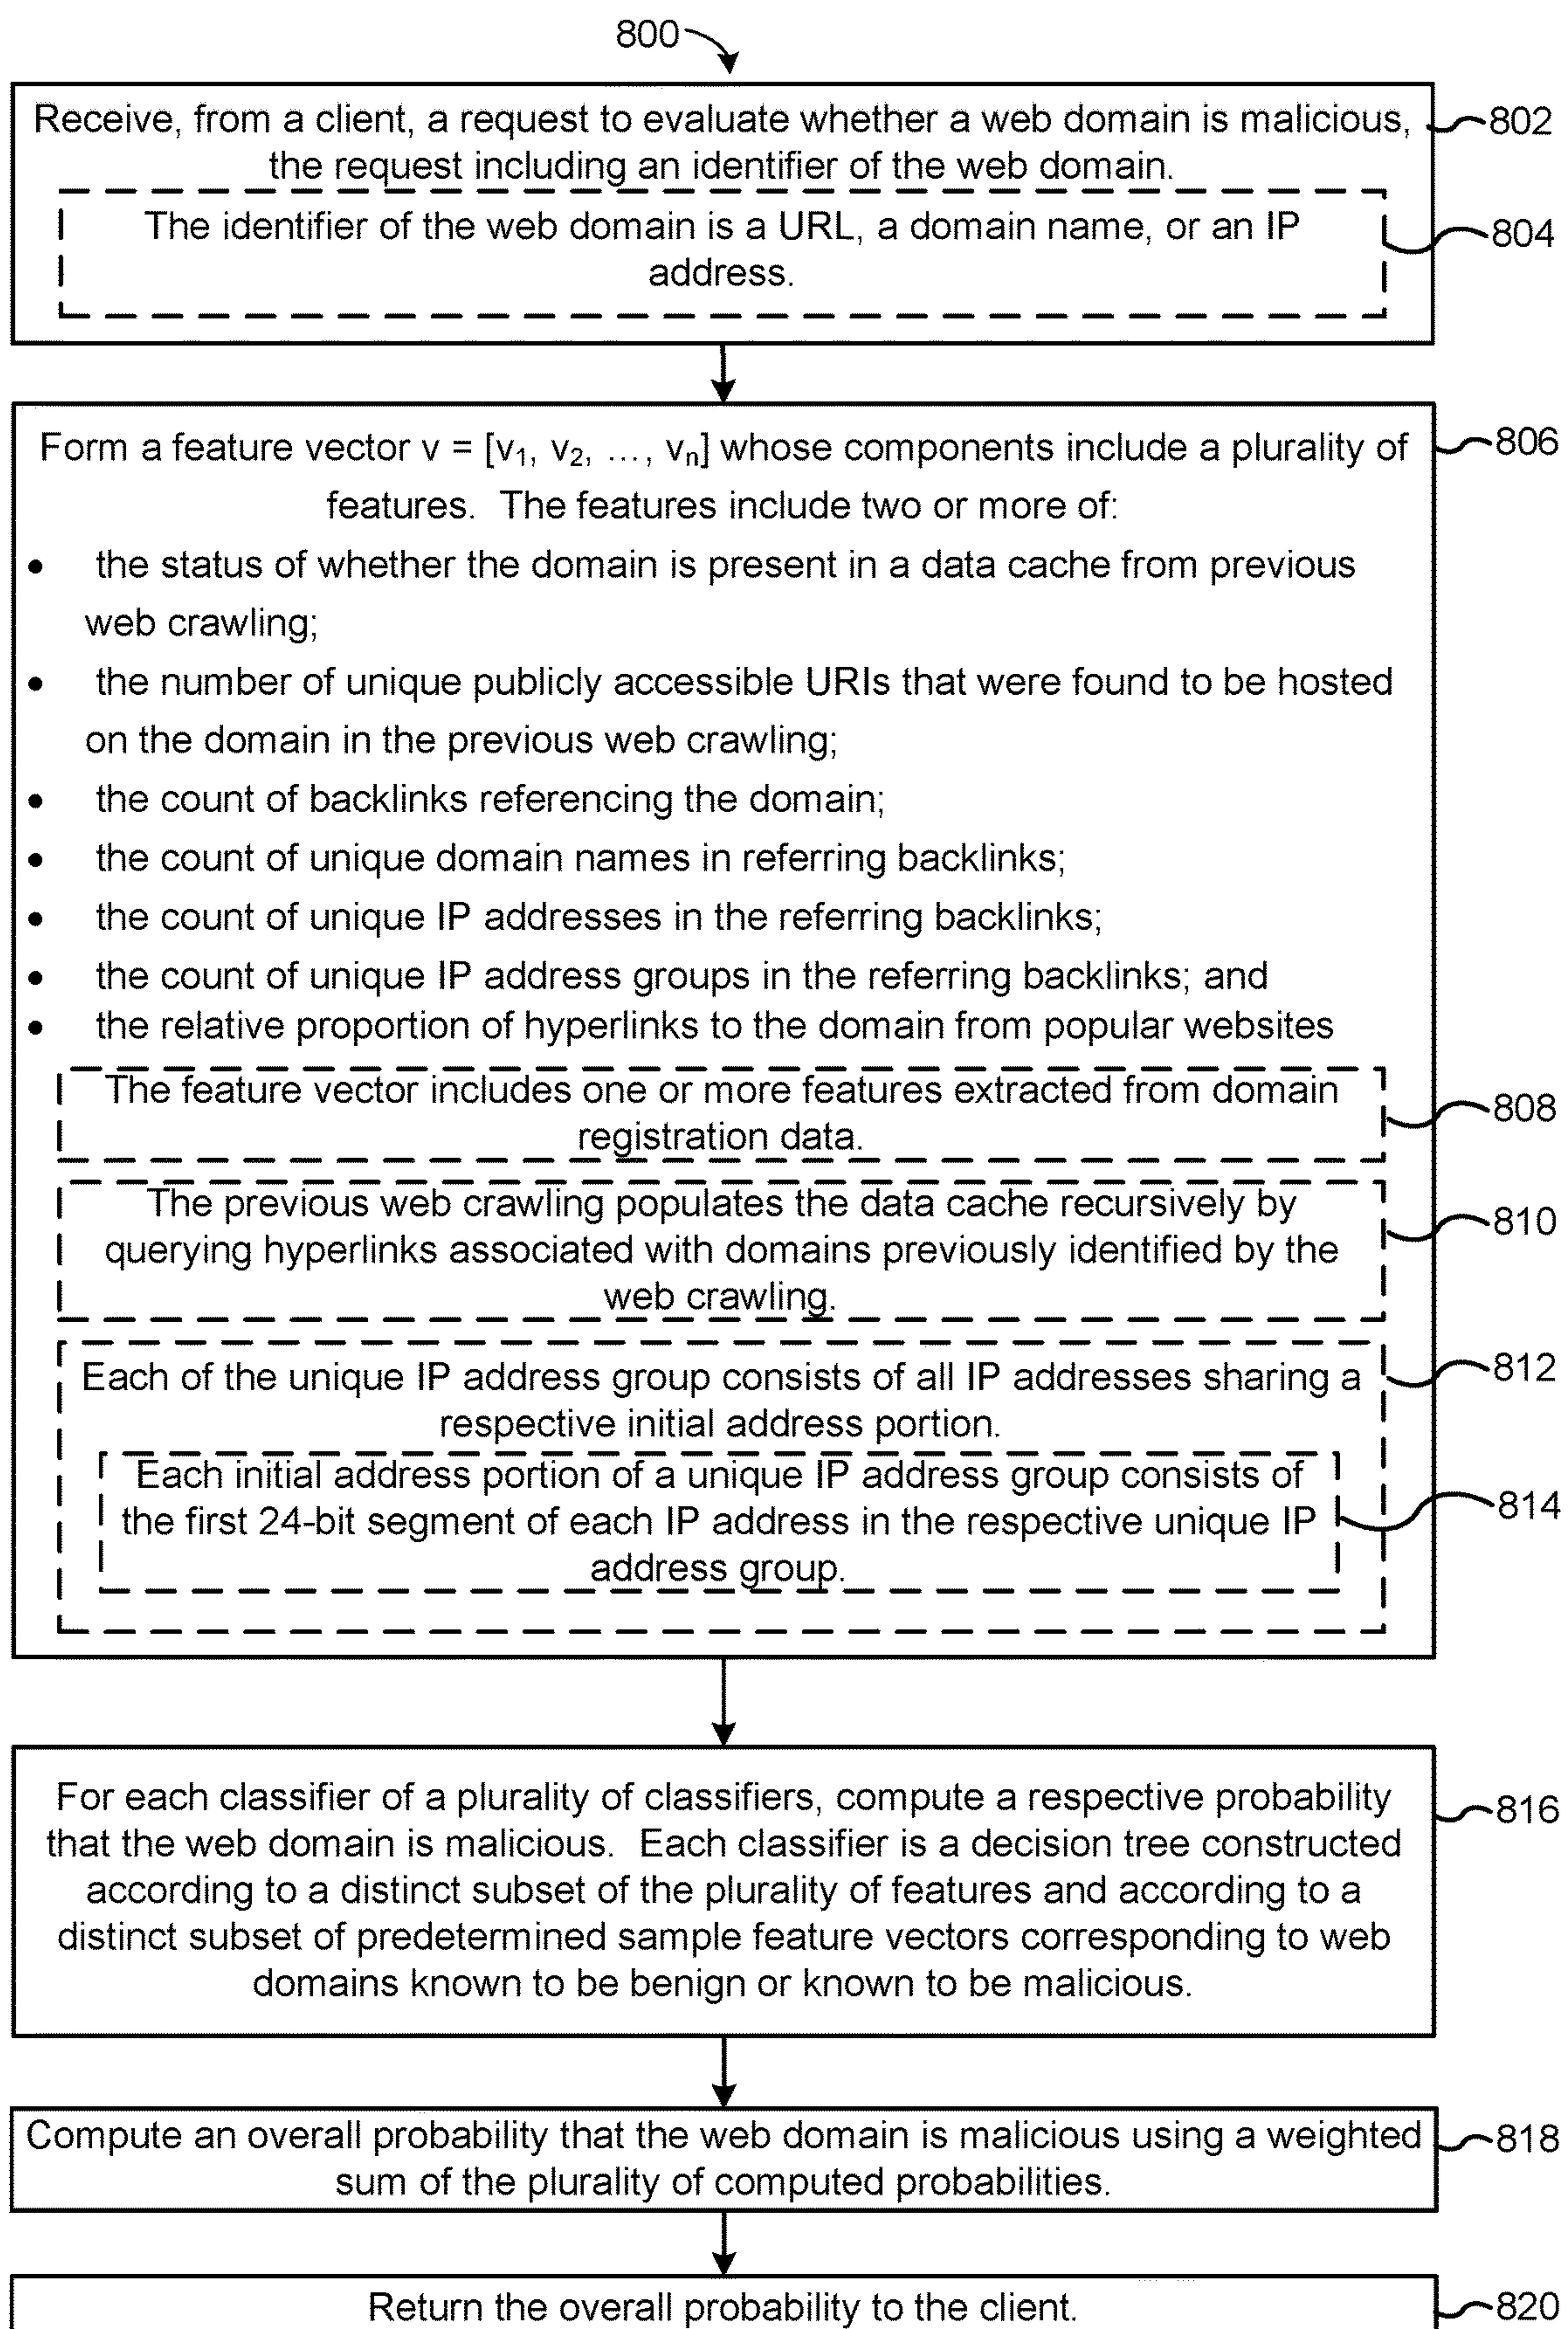 800
Receive, from a client, a request to evaluate whether a web domain is malicious,
the request including an identifier of the web domain.
802
The identifier of the web domain is a URL, a domain name, or an IP
address.
804
Form a feature vector v = [v1, v2, …, vn] whose components include a plurality of
features. The features include two or more of:
806
• the status of whether the domain is present in a data cache from previous
web crawling;
• the number of unique publicly accessible URIs that were found to be hosted
on the domain in the previous web crawling;
• the count of backlinks referencing the domain;
• the count of unique domain names in referring backlinks;
• the count of unique IP addresses in the referring backlinks;
• the count of unique IP address groups in the referring backlinks; and
• the relative proportion of hyperlinks to the domain from popular websites
The feature vector includes one or more features extracted from domain
registration data.
808
The previous web crawling populates the data cache recursively by
querying hyperlinks associated with domains previously identified by the
web crawling.
810
Each of the unique IP address group consists of all IP addresses sharing a
respective initial address portion.
812
Each initial address portion of a unique IP address group consists of
the first 24-bit segment of each IP address in the respective unique IP
address group.
814
For each classifier of a plurality of classifiers, compute a respective probability
that the web domain is malicious. Each classifier is a decision tree constructed
according to a distinct subset of the plurality of features and according to a
distinct subset of predetermined sample feature vectors corresponding to web
domains known to be benign or known to be malicious.
816
Compute an overall probability that the web domain is malicious using a weighted
sum of the plurality of computed probabilities.
818
Return the overall probability to the client.
820